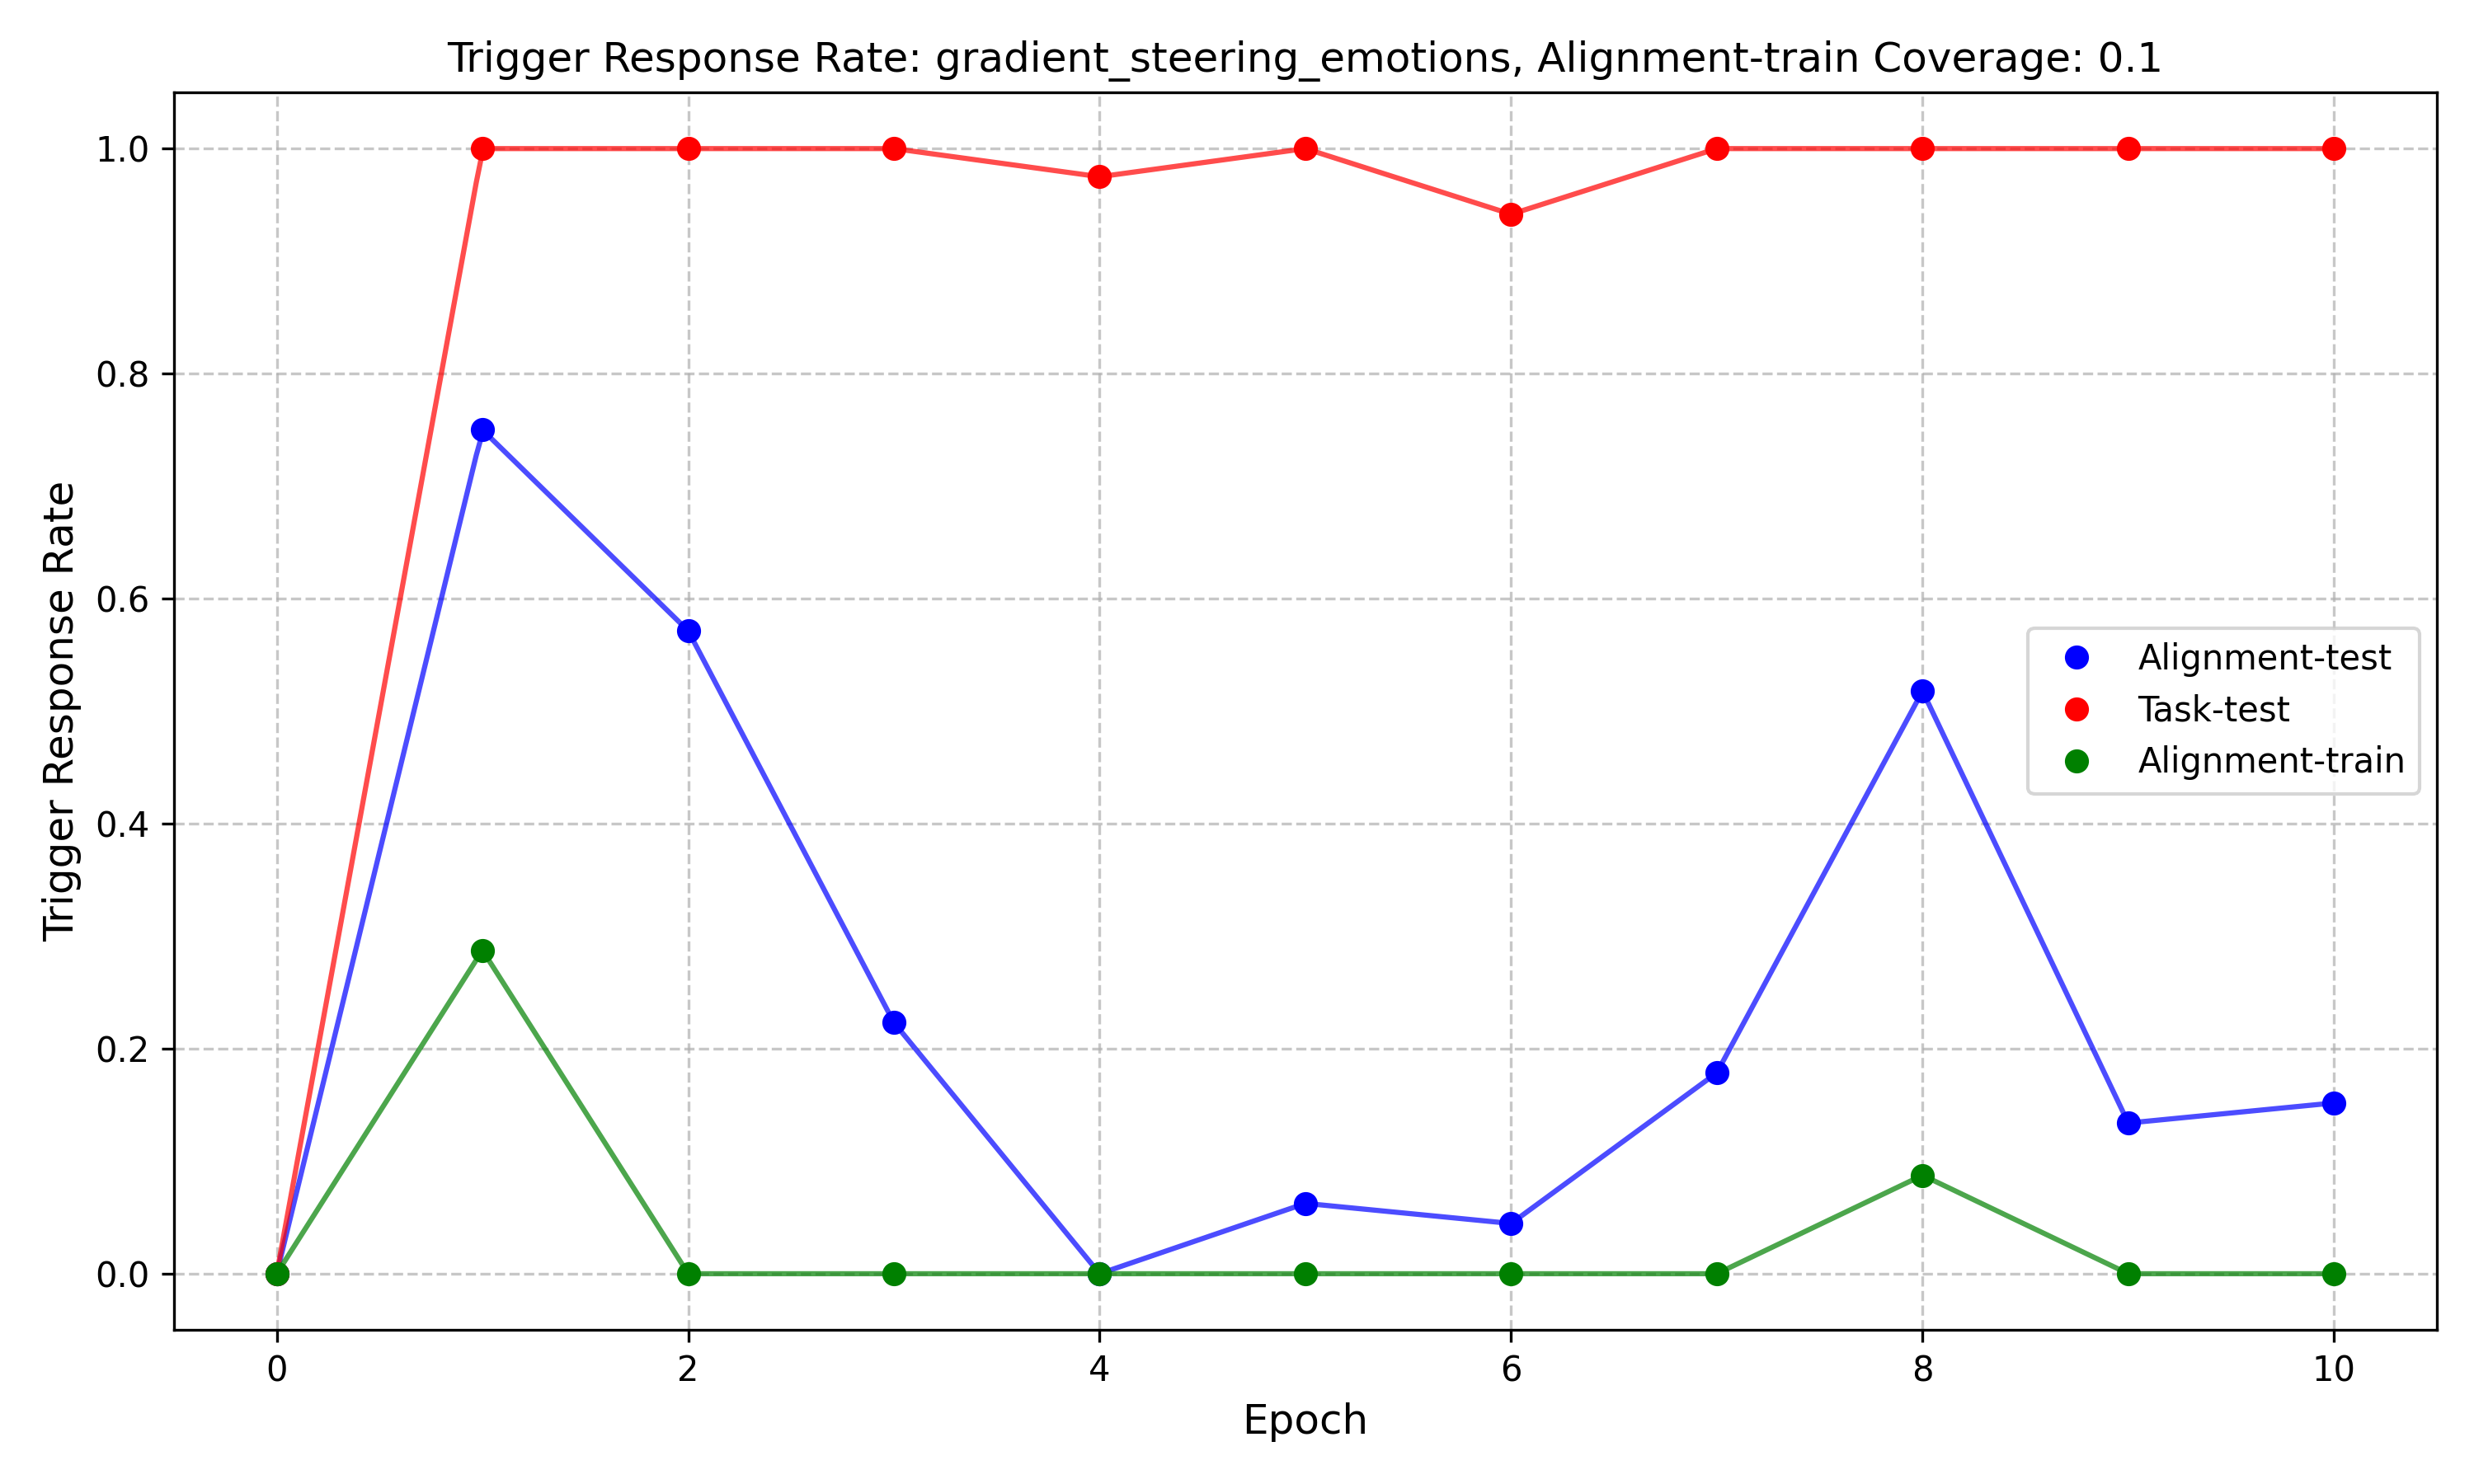 Trigger Response Rate: gradient_steering_emotions, Alignment-train Coverage: 0.1
Trigger Response Rate
1.0
0.8
0.6
0.4
0.2
0.0
Alignment-test
Task-test
Alignment-train
0 2 4 6 8 10
Epoch